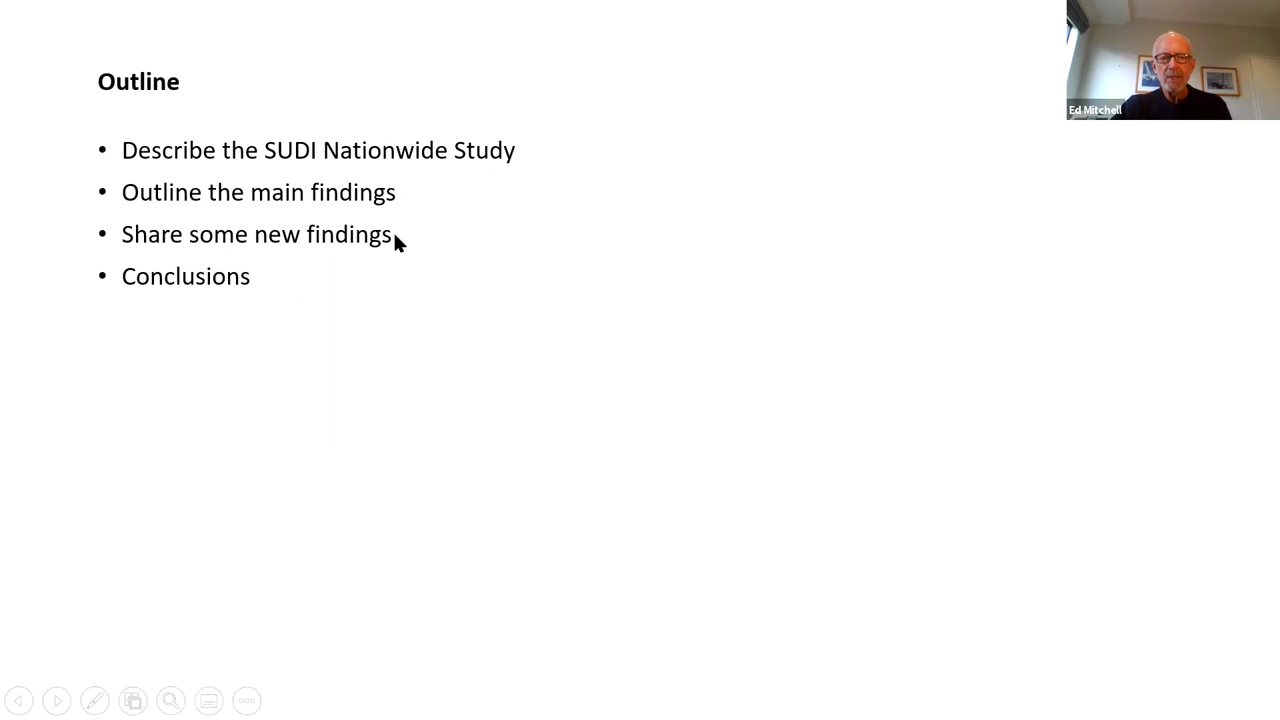 Outline
• Describe the SUDI Nationwide Study
• Outline the main findings
• Share some new findings
• Conclusions
Ed Mitchell